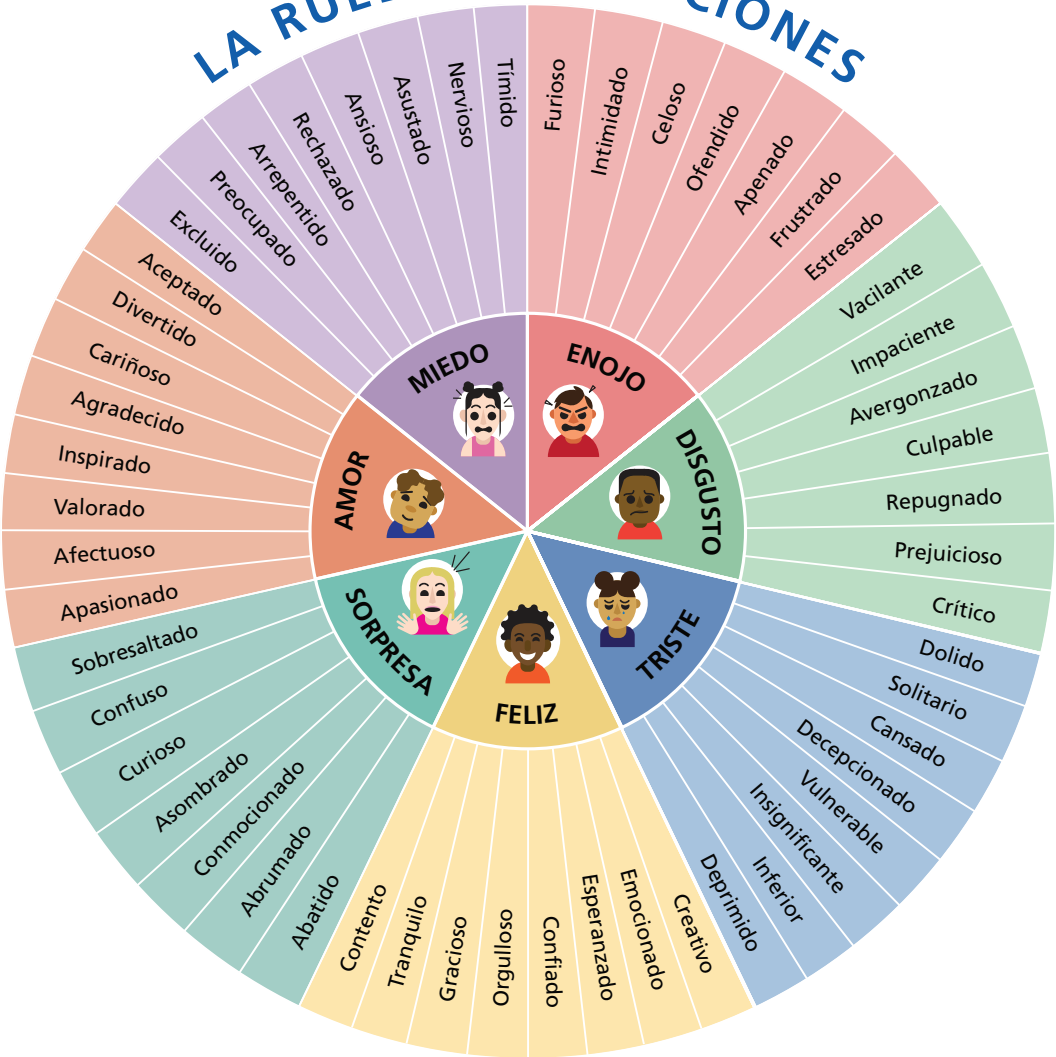 LA RUE
CIONES
ENOJO
Furioso
Intimidado
Celoso
Ofendido
Apenado
Frustrado
Estresado
DISGUSTO
Vacilante
Impaciente
Avergonzado
Culpable
Repugnado
Prejuicioso
Crítico
TRISTE
Dolido
Solitario
Cansado
Decepcionado
Vulnerable
Insignificante
Inferior
Deprimido
FELIZ
Creativo
Emocionado
Esperanzado
Confiado
Orgulloso
Gracioso
Tranquilo
Contento
SORPRESA
Abatido
Abrumado
Conmocionado
Asombrado
Curioso
Confuso
Sobresaltado
AMOR
Apasionado
Afectuoso
Valorado
Inspirado
Agradecido
Cariñoso
Divertido
Aceptado
MIEDO
Excluido
Preocupado
Arrepentido
Rechazado
Ansioso
Asustado
Nervioso
Tímido